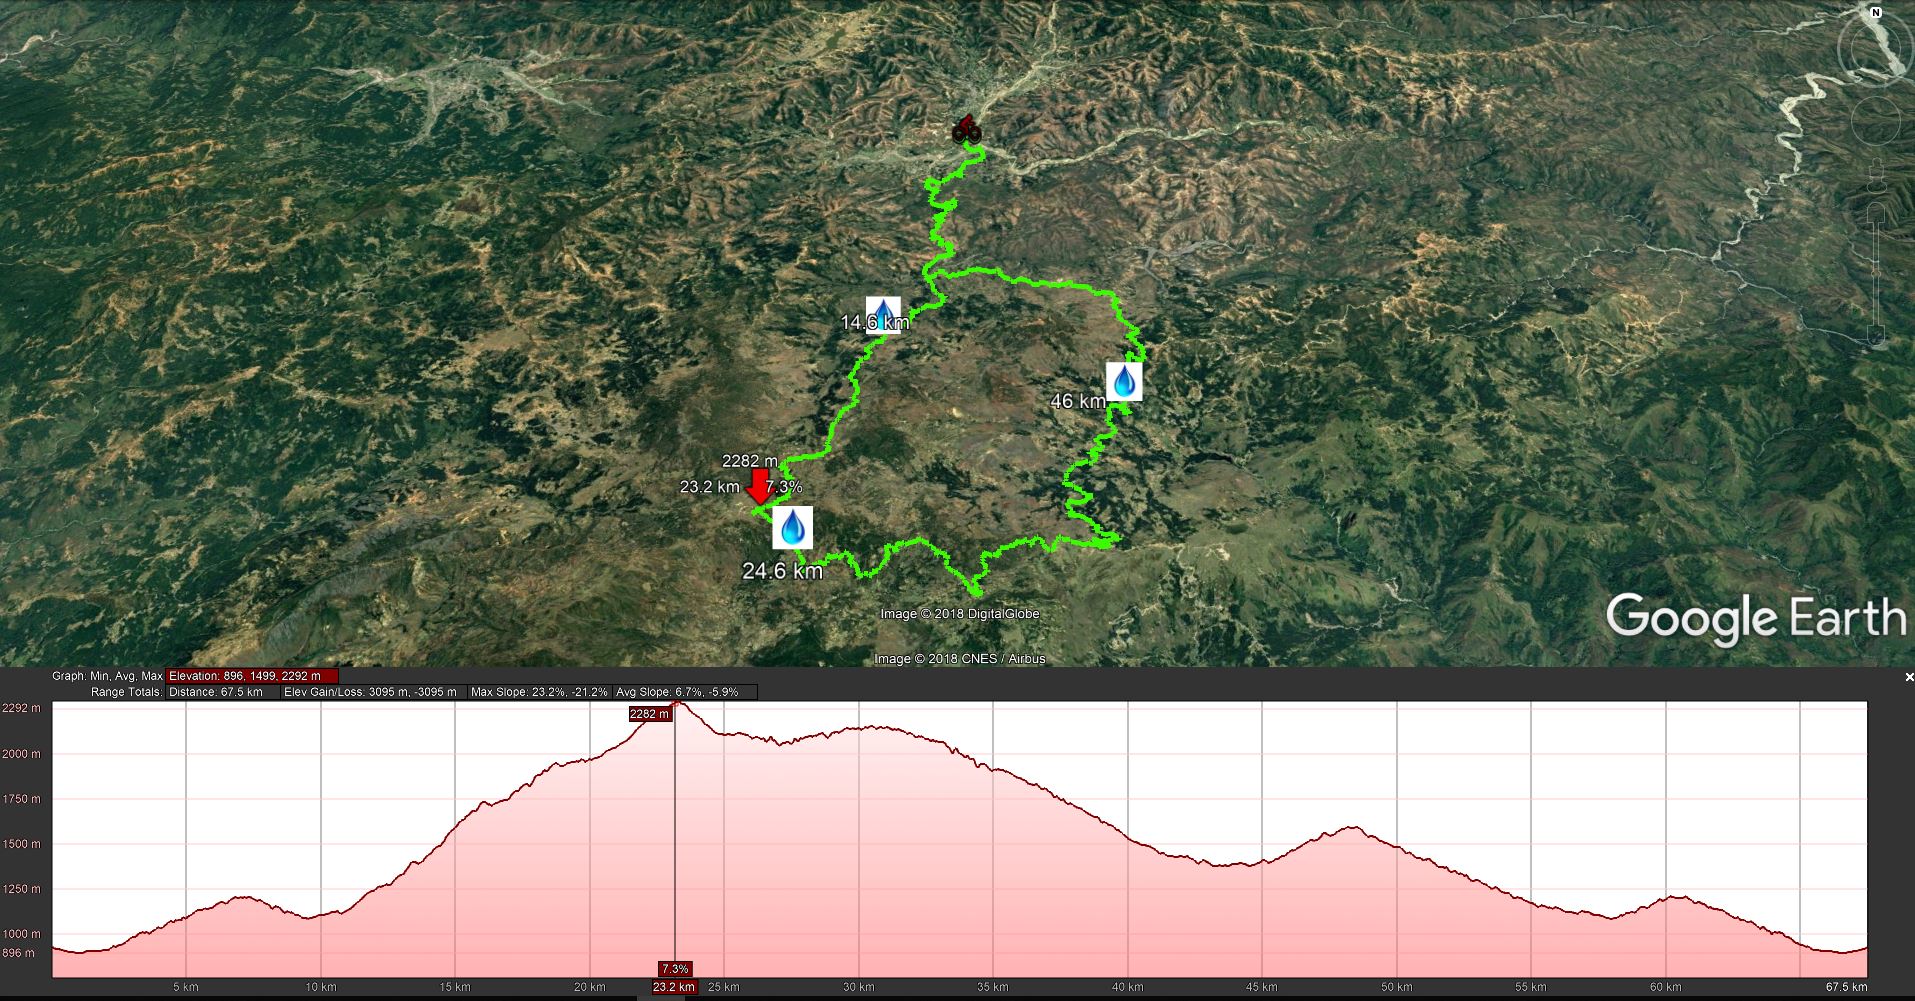 N
14.6 km
46 km
2282 m
23.2 km 7.3%
24.6 km
Image © 2018 DigitalGlobe
Google Earth
Image © 2018 CNES / Airbus
Graph: Min, Avg, Max Elevation: 896, 1499, 2292 m
Range Totals: Distance: 67.5 km Elev Gain/Loss: 3095 m, -3095 m Max Slope: 23.2%, -21.2% Avg Slope: 6.7%, -5.9%
2292 m
2282 m
2000 m
1750 m
1500 m
1250 m
1000 m
896 m
7.3%
5 km 10 km 15 km 20 km 23.2 km 25 km 30 km 35 km 40 km 45 km 50 km 55 km 60 km 67.5 km